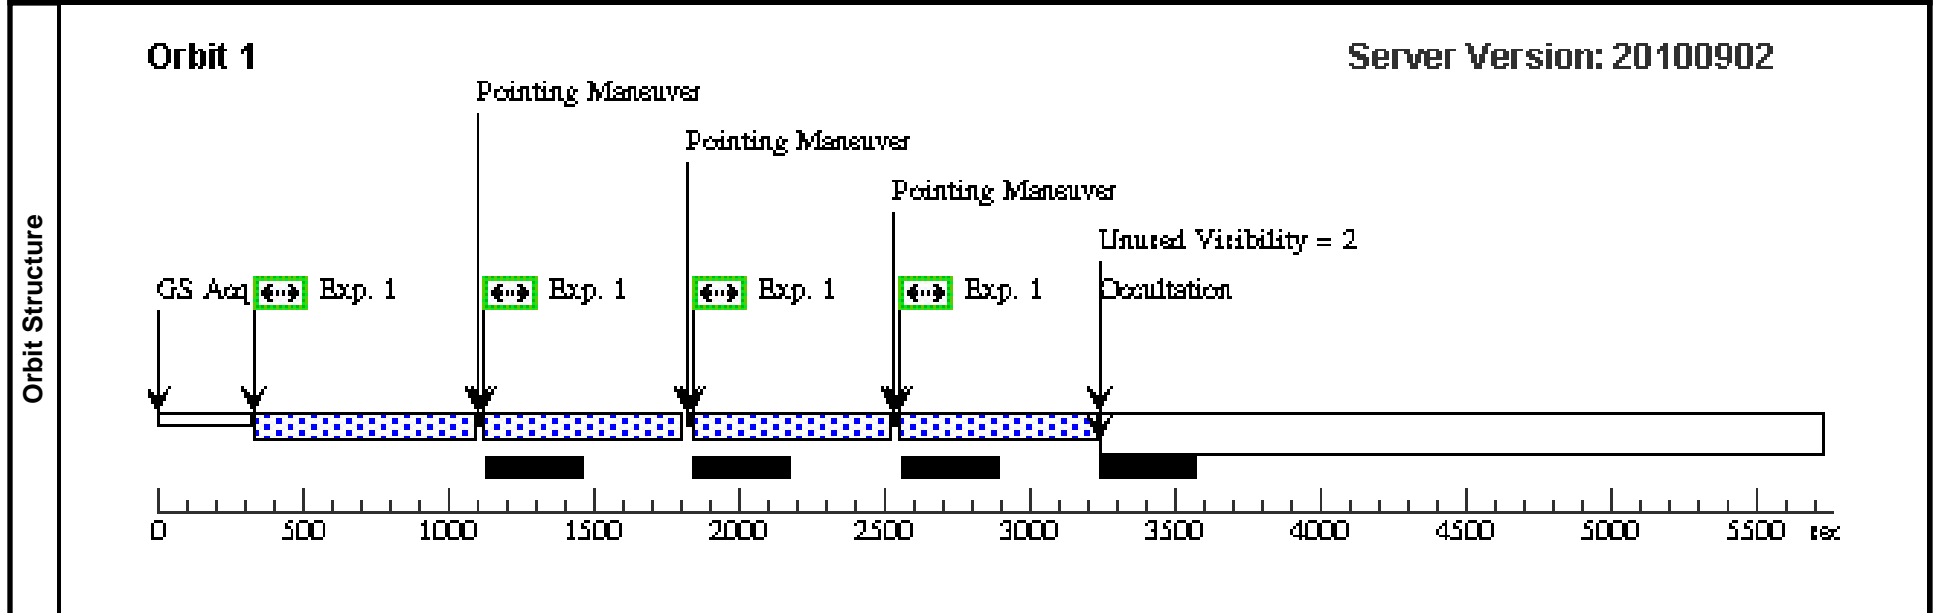 Orbit Structure
Orbit 1
Server Version: 20100902
Pointing Maneuver
Pointing Maneuver
Pointing Maneuver
Unused Visibility = 2
GS Acq Exp. 1 Exp. 1 Exp. 1 Exp. 1 Occultation
0 500 1000 1500 2000 2500 3000 3500 4000 4500 5000 5500 sec